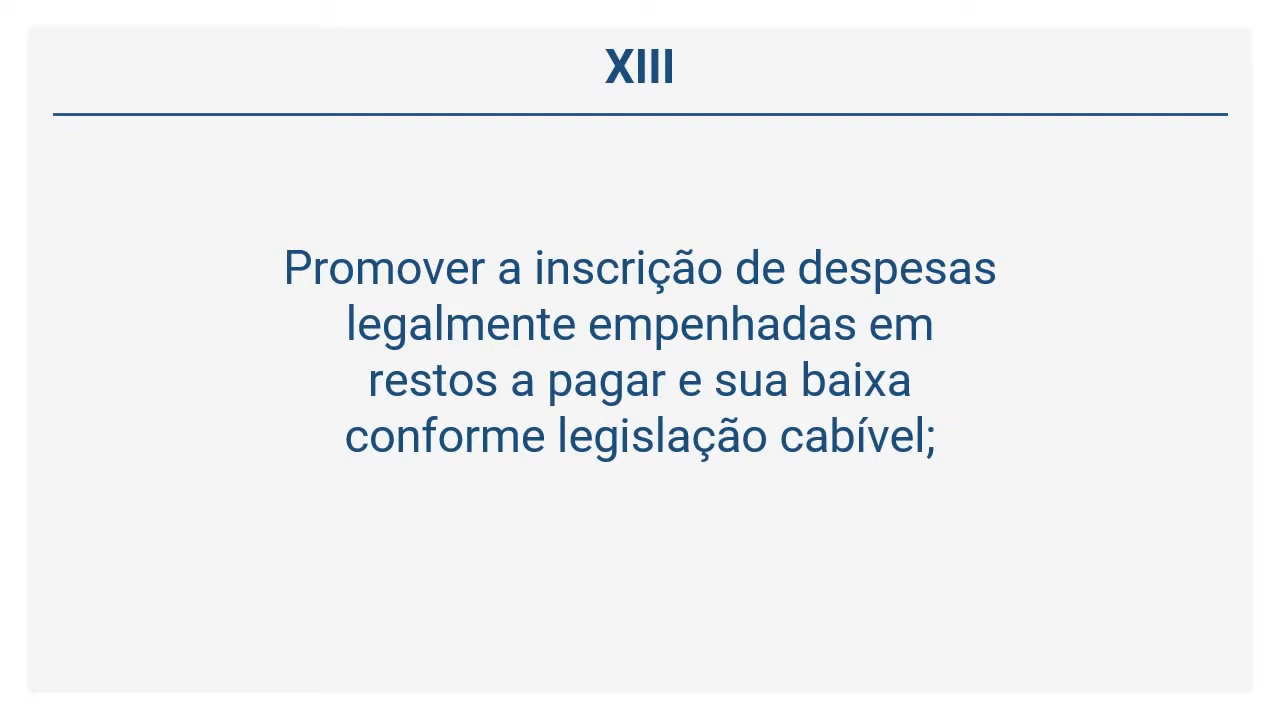 XIII
Promover a inscrição de despesas
legalmente empenhadas em
restos a pagar e sua baixa
conforme legislação cabível;